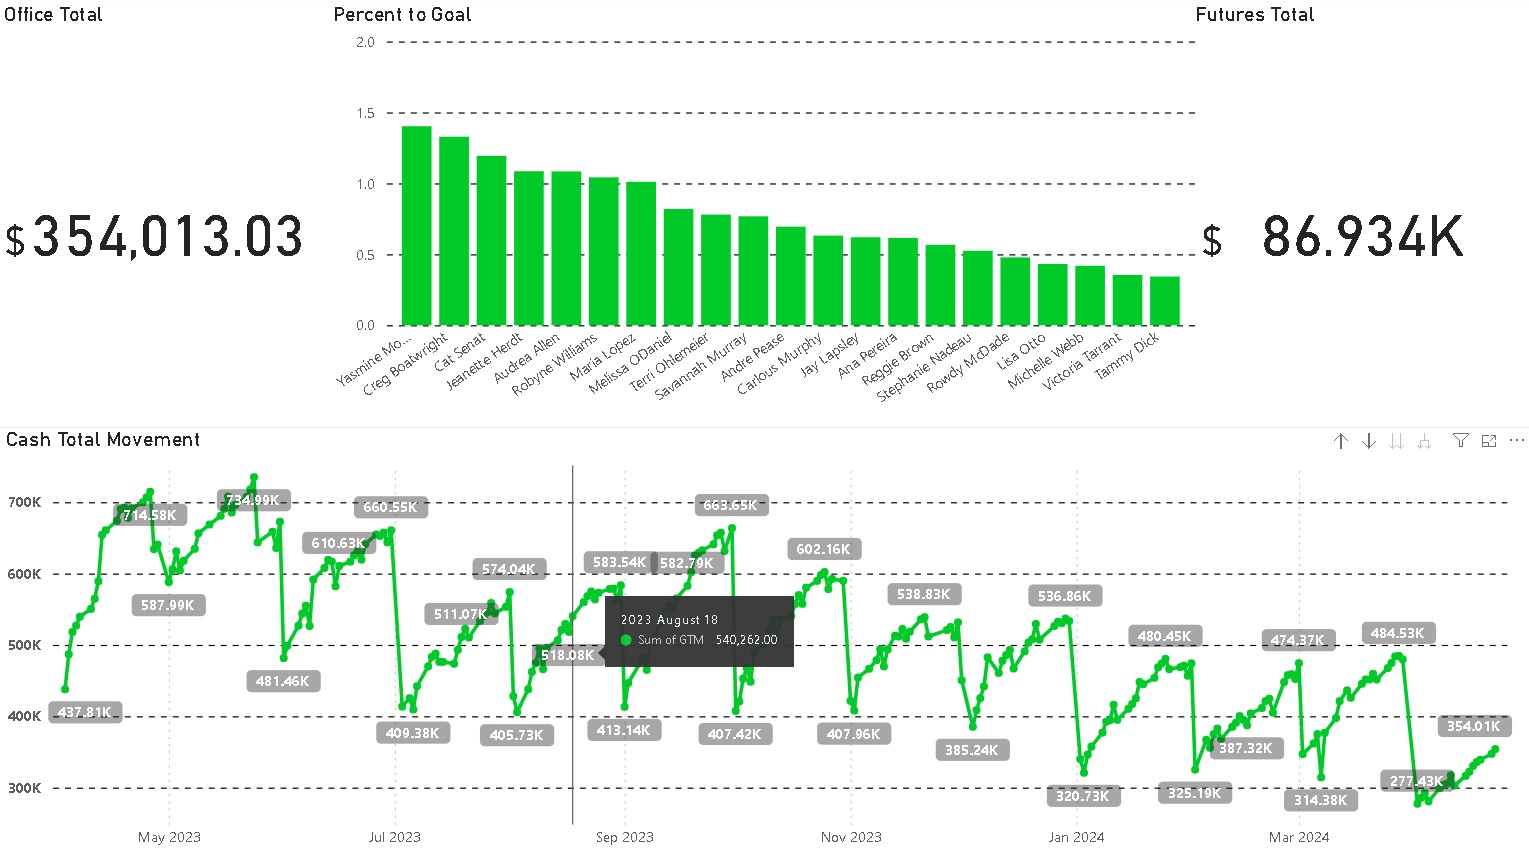 Office Total
Percent to Goal
Futures Total
2.0
1.5
1.0
0.5
0.0
$354,013.03
$ 86.934K
Yasmine Mo...
Creg Boatwright
Cat Senat
Jeanette Herdt
Audrea Allen
Robyne Williams
Maria Lopez
Melissa ODaniel
Terri Ohlemeier
Savannah Murray
Andre Pease
Carlous Murphy
Jay Lapsley
Ana Pereira
Reggie Brown
Stephanie Nadeau
Rowdy McDade
Lisa Otto
Michelle Webb
Victoria Tarrant
Tammy Dick
Cash Total Movement
700K
600K
500K
400K
300K
437.81K
714.58K
587.99K
734.99K
481.46K
610.63K
660.55K
409.38K
511.07K
574.04K
405.73K
518.08K
583.54K
413.14K
582.79K
663.65K
407.42K
602.16K
407.96K
538.83K
385.24K
536.86K
320.73K
480.45K
325.19K
387.32K
474.37K
314.38K
484.53K
277.43K
354.01K
2023 August 18
Sum of GTM 540,262.00
May 2023
Jul 2023
Sep 2023
Nov 2023
Jan 2024
Mar 2024